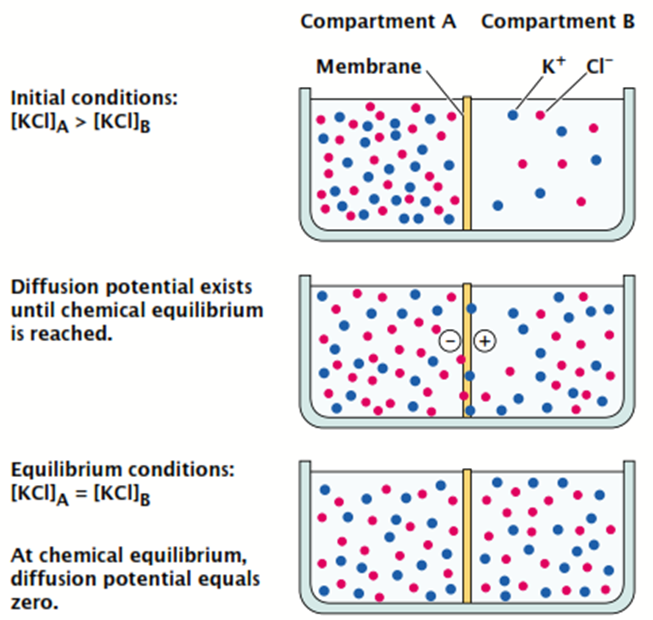 Compartment A Compartment B
Membrane K⁺ Cl⁻
Initial conditions:
[KCl]A > [KCl]B
Diffusion potential exists
until chemical equilibrium
is reached.
− +
Equilibrium conditions:
[KCl]A = [KCl]B
At chemical equilibrium,
diffusion potential equals
zero.